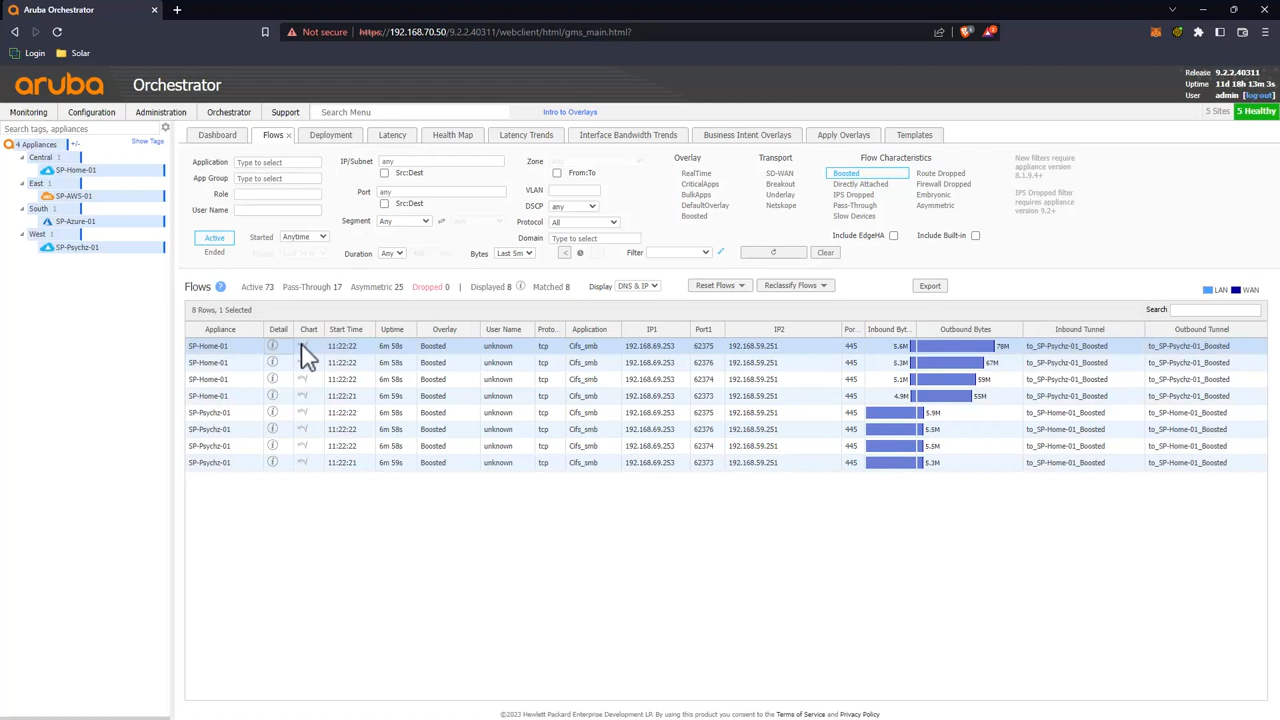 Aruba Orchestrator
Not secure https://192.168.70.50/9.2.2.40311/webclient/html/gms_main.html?
Login Solar
aruba Orchestrator
Release 9.2.2.40311
Uptime 11d 18h 13m 3s
User admin [log out]
Monitoring Configuration Administration Orchestrator Support Search Menu Intro to Overlays 5 Sites 5 Healthy
Search tags, appliances
4 Appliances +/- Show Tags
Central 1
SP-Home-01
East 1
SP-AWS-01
South 1
SP-Azure-01
West 1
SP-Psychz-01
Dashboard Flows Deployment Latency Health Map Latency Trends Interface Bandwidth Trends Business Intent Overlays Apply Overlays Templates
Application Type to select
App Group Type to select
Role
User Name
Active
Ended
Started Anytime
IP/Subnet any
Src:Dest
Port any
Src:Dest
Segment Any Any
Duration Any
Zone Any
From:To
VLAN
DSCP any
Protocol All
Domain Type to select
Bytes Last 5m
Filter
Clear
Overlay
RealTime
CriticalApps
BulkApps
DefaultOverlay
Boosted
Transport
SD-WAN
Breakout
Underlay
Netskope
Flow Characteristics
Boosted Route Dropped
Directly Attached Firewall Dropped
IPS Dropped Embryonic
Pass-Through Asymmetric
Slow Devices
Include EdgeHA Include Built-in
New filters require
appliance version
8.1.9.4+
IPS Dropped filter
requires appliance
version 9.2+
Flows Active 73 Pass-Through 17 Asymmetric 25 Dropped 0 | Displayed 8 Matched 8 Display DNS & IP Reset Flows Reclassify Flows Export LAN WAN
8 Rows, 1 Selected Search
Appliance Detail Chart Start Time Uptime Overlay User Name Proto... Application IP1 Port1 IP2 Por... Inbound Byt... Outbound Bytes Inbound Tunnel Outbound Tunnel
SP-Home-01 11:22:22 6m 58s Boosted unknown tcp Cifs_smb 192.168.69.253 62375 192.168.59.251 445 5.6M 78M to_SP-Psychz-01_Boosted to_SP-Psychz-01_Boosted
SP-Home-01 11:22:22 6m 58s Boosted unknown tcp Cifs_smb 192.168.69.253 62376 192.168.59.251 445 5.3M 67M to_SP-Psychz-01_Boosted to_SP-Psychz-01_Boosted
SP-Home-01 11:22:22 6m 58s Boosted unknown tcp Cifs_smb 192.168.69.253 62374 192.168.59.251 445 5.1M 59M to_SP-Psychz-01_Boosted to_SP-Psychz-01_Boosted
SP-Home-01 11:22:21 6m 58s Boosted unknown tcp Cifs_smb 192.168.69.253 62373 192.168.59.251 445 4.9M 55M to_SP-Psychz-01_Boosted to_SP-Psychz-01_Boosted
SP-Psychz-01 11:22:22 6m 58s Boosted unknown tcp Cifs_smb 192.168.69.253 62375 192.168.59.251 445 5.9M to_SP-Home-01_Boosted to_SP-Home-01_Boosted
SP-Psychz-01 11:22:22 6m 58s Boosted unknown tcp Cifs_smb 192.168.69.253 62376 192.168.59.251 445 5.5M to_SP-Home-01_Boosted to_SP-Home-01_Boosted
SP-Psychz-01 11:22:22 6m 58s Boosted unknown tcp Cifs_smb 192.168.69.253 62374 192.168.59.251 445 5.5M to_SP-Home-01_Boosted to_SP-Home-01_Boosted
SP-Psychz-01 11:22:21 6m 59s Boosted unknown tcp Cifs_smb 192.168.69.253 62373 192.168.59.251 445 5.3M to_SP-Home-01_Boosted to_SP-Home-01_Boosted
©2023 Hewlett Packard Enterprise Development LP. By using this product you consent to the Terms of Service and Privacy Policy